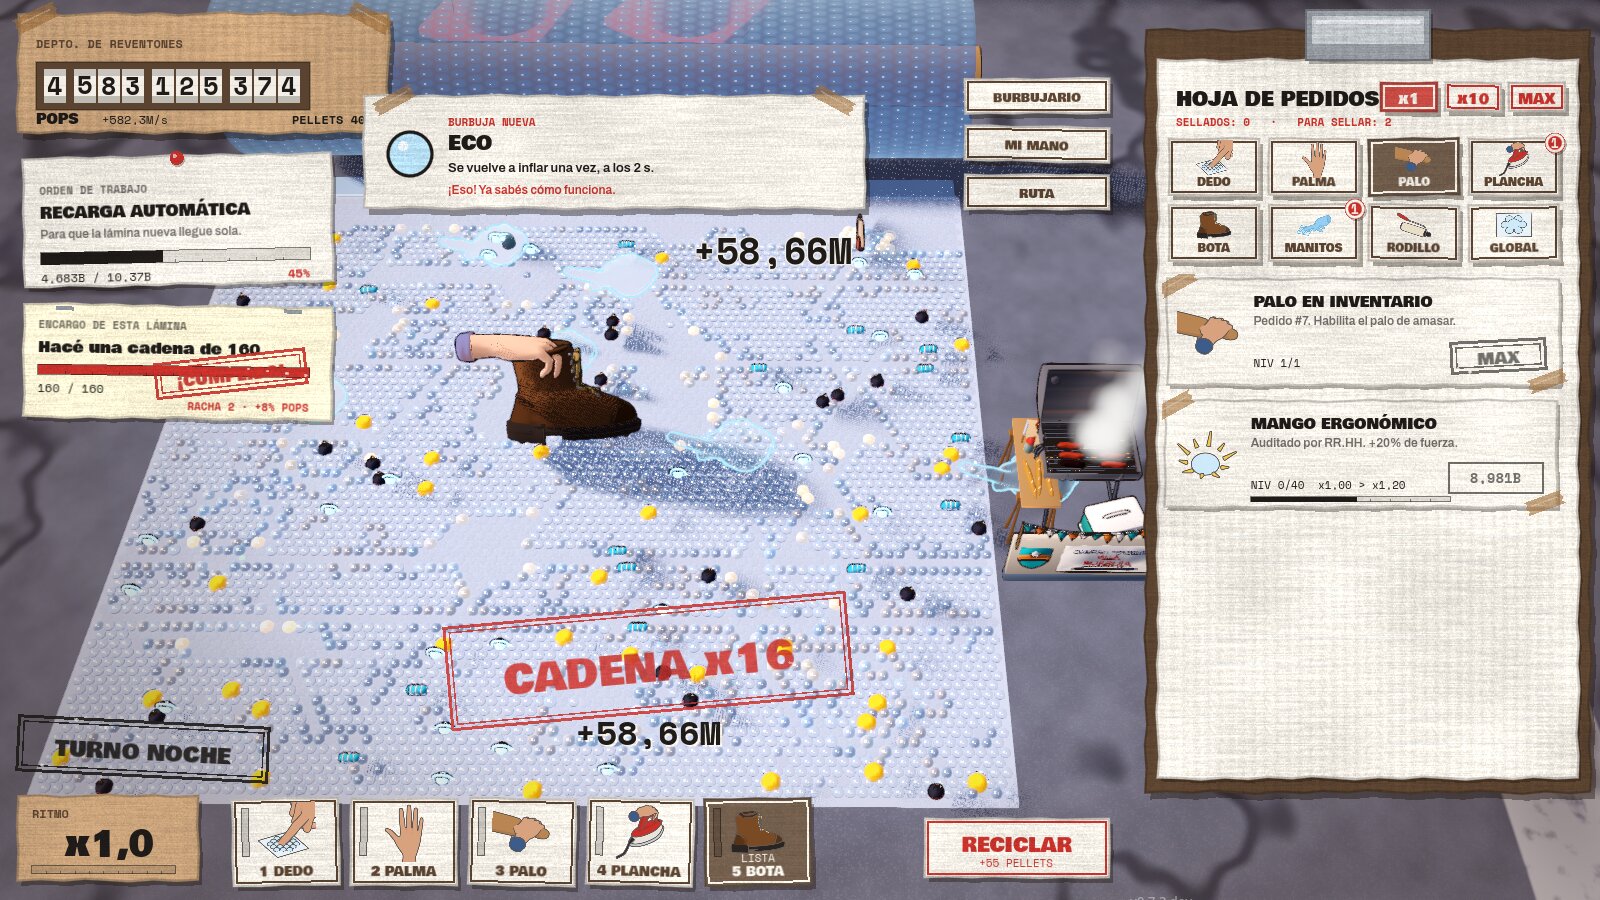 DEPTO. DE REVENTONES
4 583 125 374
POPS +582,3M/s PELLETS 40
ORDEN DE TRABAJO
RECARGA AUTOMÁTICA
Para que la lámina nueva llegue sola.
4,683B / 10,37B 45%
ENCARGO DE ESTA LÁMINA
Hacé una cadena de 160
160 / 160
RACHA 2 · +8% POPS
BURBUJA NUEVA
ECO
Se vuelve a inflar una vez, a los 2 s.
¡Eso! Ya sabés cómo funciona.
BURBUJARIO
MI MANO
RUTA
+58,66M
CADENA x16
+58,66M
TURNO NOCHE
RITMO
x1,0
1 DEDO
2 PALMA
3 PALO
4 PLANCHA
LISTA
5 BOTA
RECICLAR
+55 PELLETS
HOJA DE PEDIDOS x1 x10 MAX
SELLADOS: 0 · PARA SELLAR: 2
DEDO PALMA PALO PLANCHA 1
BOTA MANITOS 1 RODILLO GLOBAL
PALO EN INVENTARIO
Pedido #7. Habilita el palo de amasar.
NIV 1/1 MAX
MANGO ERGONÓMICO
Auditado por RR.HH. +20% de fuerza.
NIV 0/40 x1,00 > x1,20 8,981B